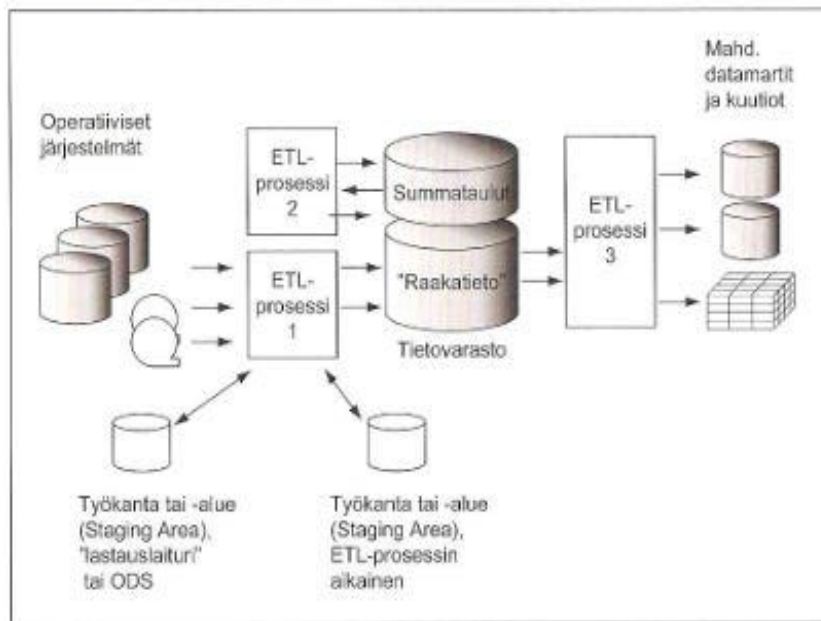 Mahd.
datamartit
ja kuutiot
Operatiiviset
järjestelmät
ETL-
prosessi
2
Summataulut
ETL-
prosessi
3
ETL-
prosessi
1
"Raakatieto"
Tietovarasto
Työkanta tai -alue
(Staging Area),
"lastauslaituri"
tai ODS
Työkanta tai -alue
(Staging Area),
ETL-prosessin
aikainen